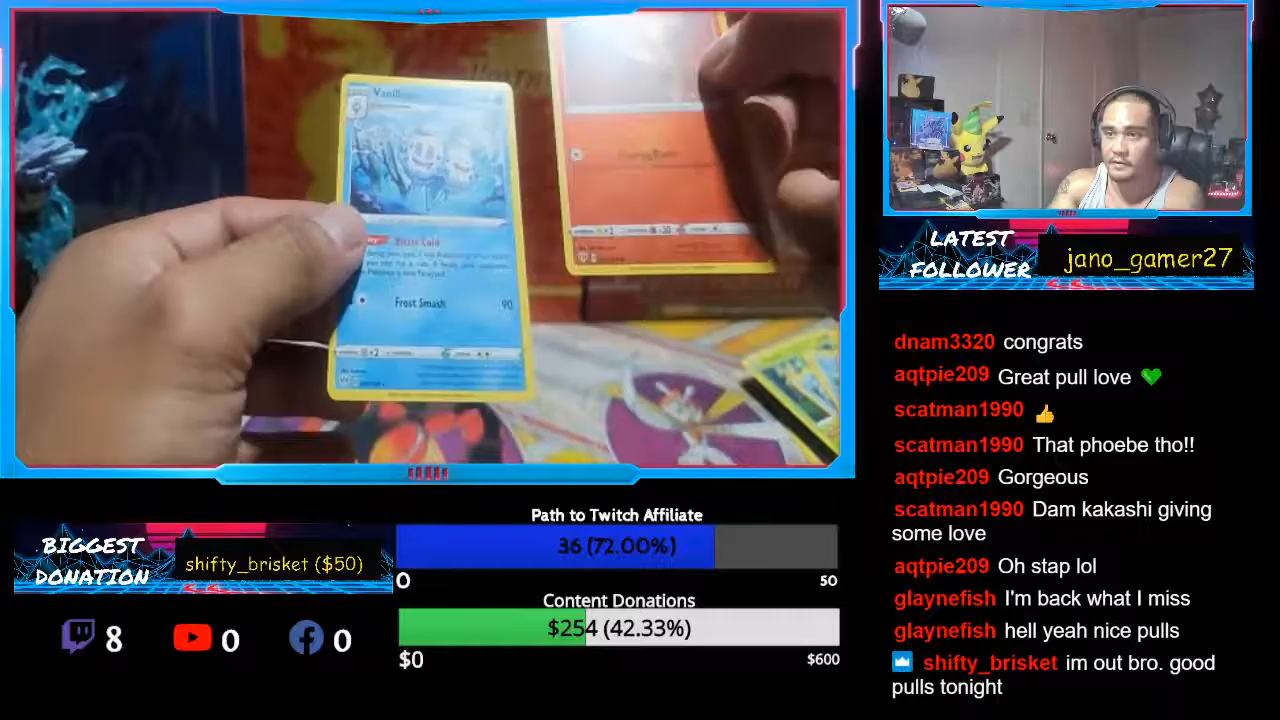 Vanill
Blizze Cold
Frost Smash 90
LATEST
FOLLOWER
jano_gamer27
dnam3320 congrats
aqtpie209 Great pull love 💚
scatman1990 👍
scatman1990 That phoebe tho!!
aqtpie209 Gorgeous
scatman1990 Dam kakashi giving
some love
aqtpie209 Oh stap lol
glaynefish I'm back what I miss
glaynefish hell yeah nice pulls
shifty_brisket im out bro. good
pulls tonight
BIGGEST
DONATION
shifty_brisket ($50)
8 0 0
Path to Twitch Affiliate
36 (72.00%)
0 50
Content Donations
$254 (42.33%)
$0 $600